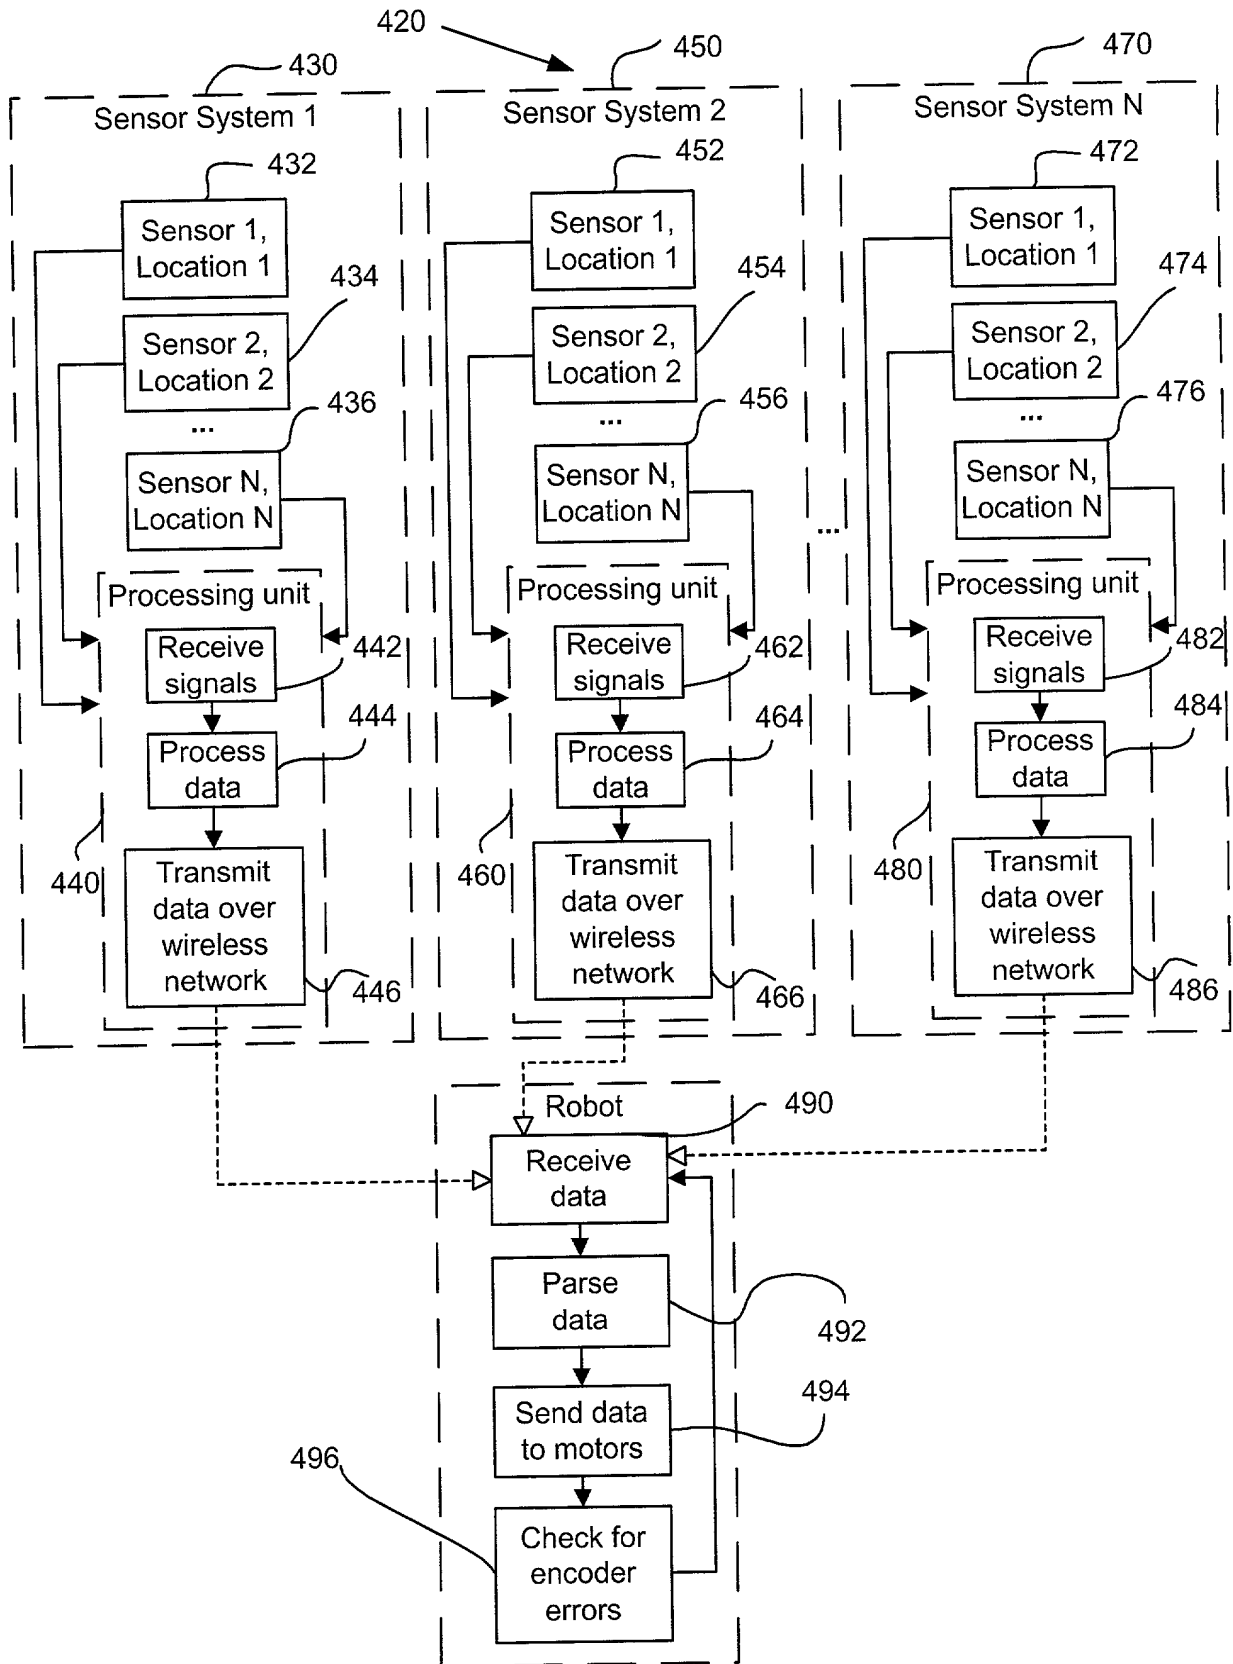 420
430
450
470
Sensor System 1
Sensor System 2
Sensor System N
432
452
472
Sensor 1,
Location 1
Sensor 1,
Location 1
Sensor 1,
Location 1
434
454
474
Sensor 2,
Location 2
Sensor 2,
Location 2
Sensor 2,
Location 2
...
...
...
436
456
476
Sensor N,
Location N
Sensor N,
Location N
Sensor N,
Location N
...
Processing unit
Processing unit
Processing unit
Receive
signals
442
Receive
signals
462
Receive
signals
482
Process
data
444
Process
data
464
Process
data
484
440
460
480
Transmit
data over
wireless
network
446
Transmit
data over
wireless
network
466
Transmit
data over
wireless
network
486
Robot
490
Receive
data
Parse
data
492
Send data
to motors
494
496
Check for
encoder
errors